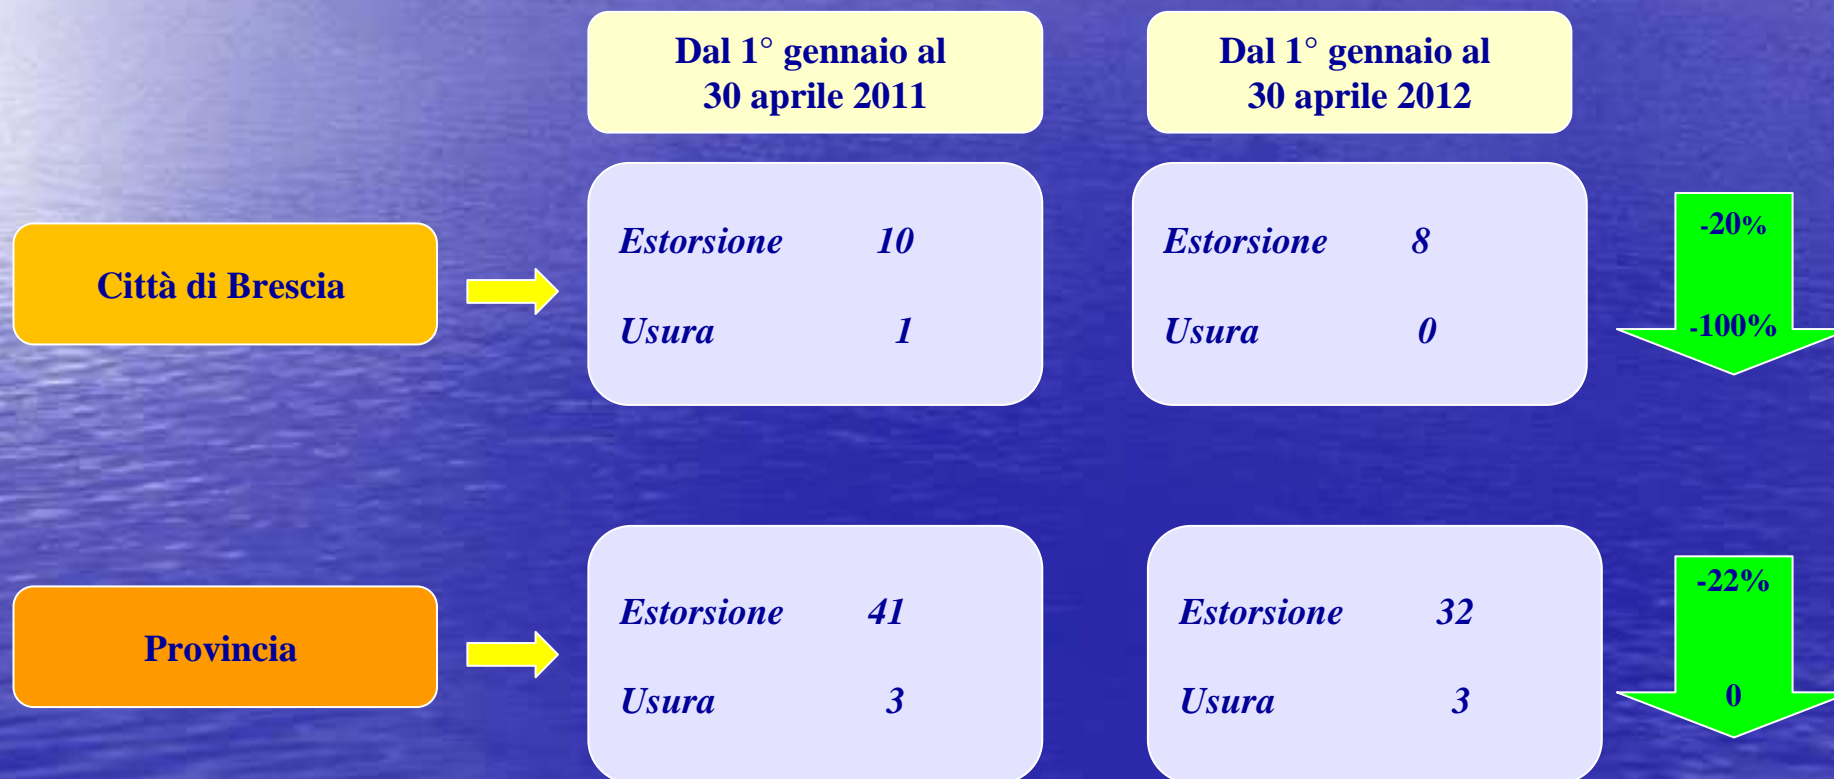 Dal 1° gennaio al
30 aprile 2011
Dal 1° gennaio al
30 aprile 2012
Città di Brescia
Estorsione 10
Usura 1
Estorsione 8
Usura 0
-20%
-100%
Provincia
Estorsione 41
Usura 3
Estorsione 32
Usura 3
-22%
0